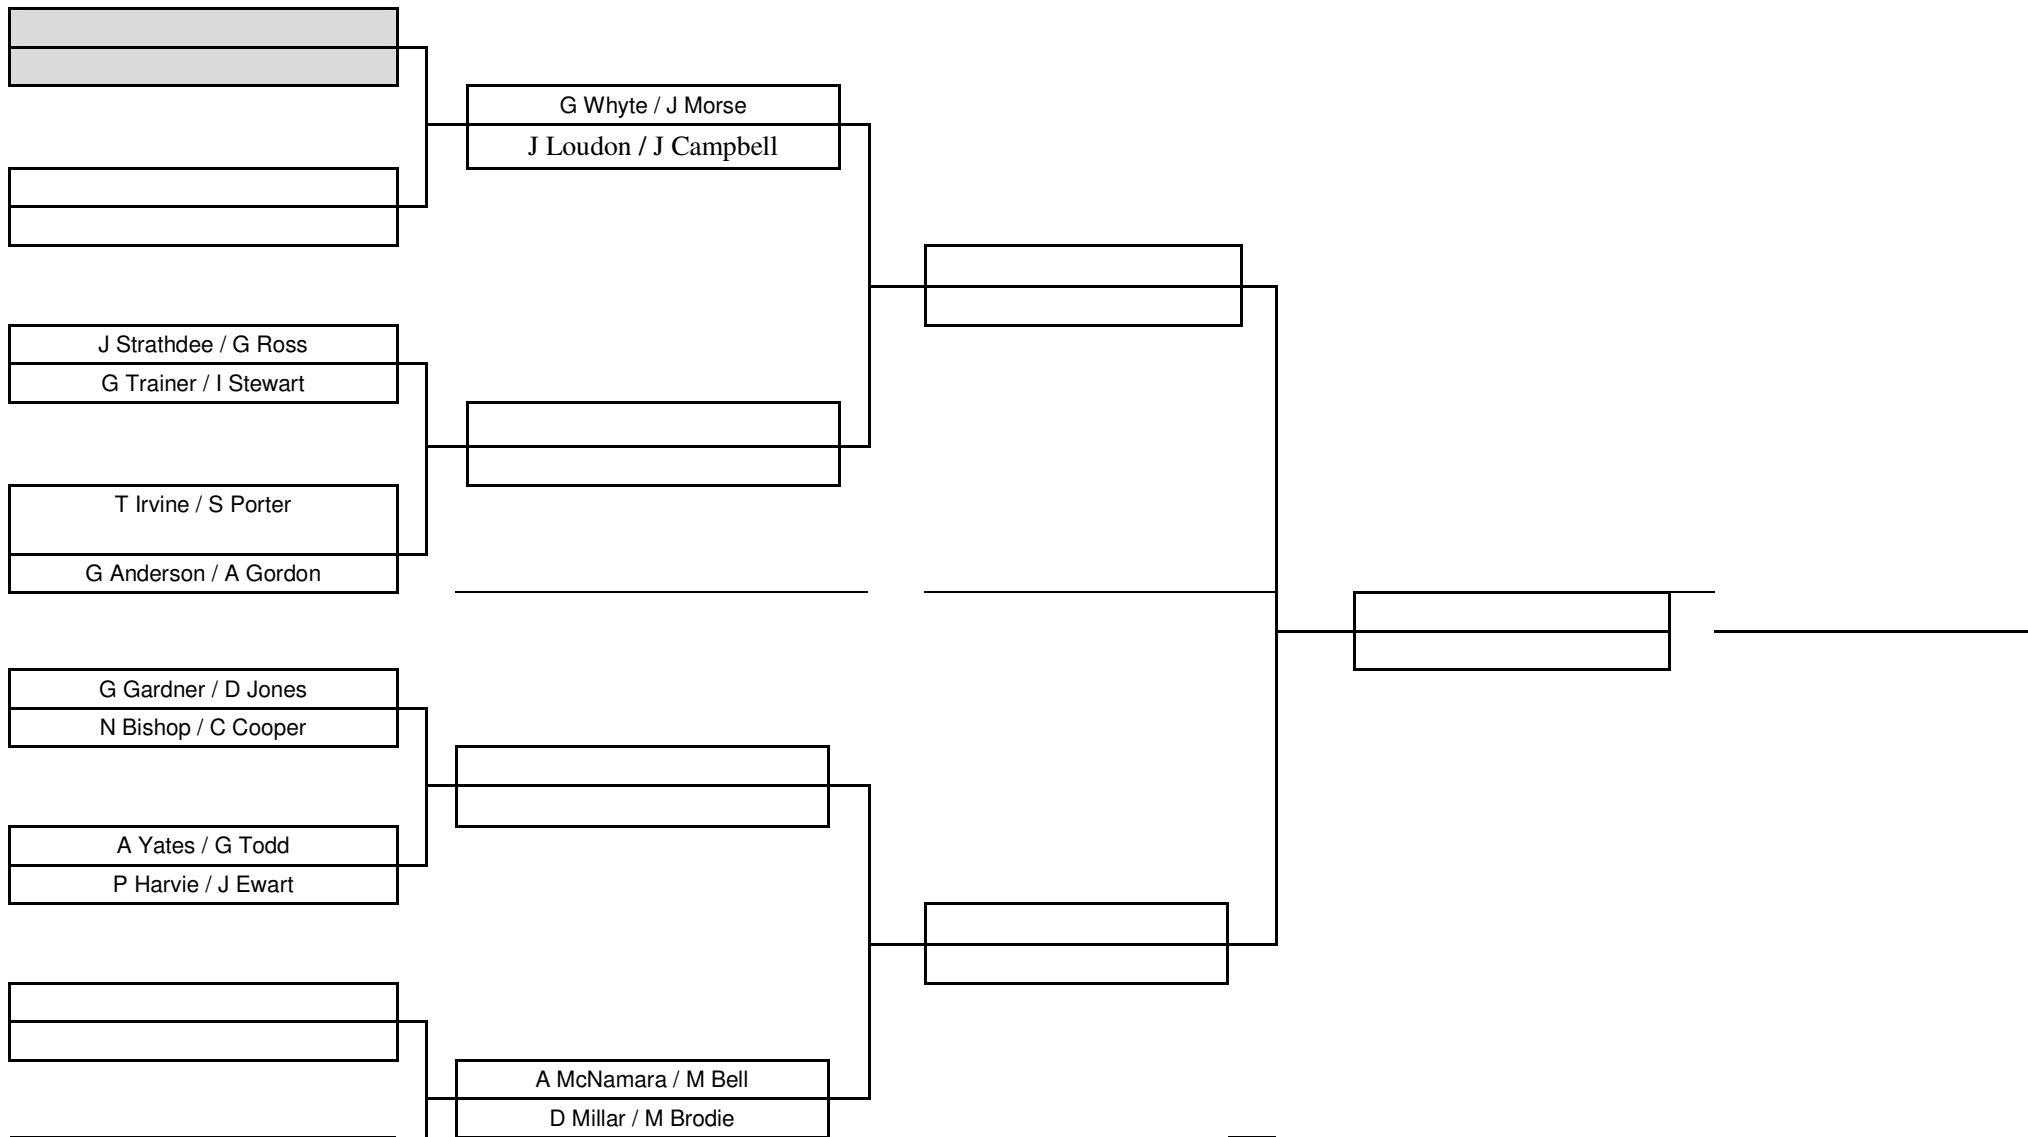 G Whyte / J Morse
J Loudon / J Campbell
J Strathdee / G Ross
G Trainer / I Stewart
T Irvine / S Porter
G Anderson / A Gordon
G Gardner / D Jones
N Bishop / C Cooper
A Yates / G Todd
P Harvie / J Ewart
A McNamara / M Bell
D Millar / M Brodie